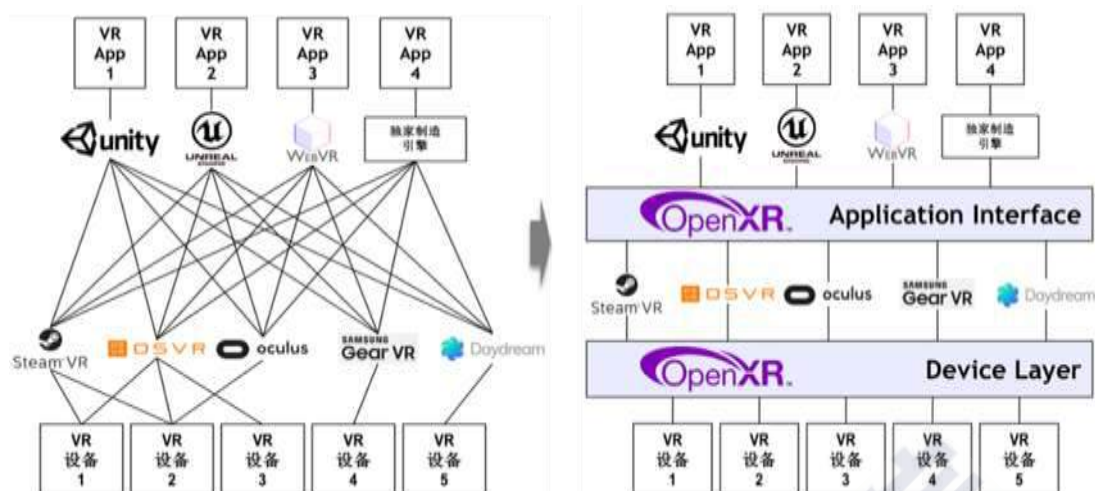 VR
App
1
VR
App
2
VR
App
3
VR
App
4
unity
UNREAL
ENGINE
WEBVR
独家制造
引擎
Steam VR
OSVR
oculus
SAMSUNG
Gear VR
Daydream
VR
设备
1
VR
设备
2
VR
设备
3
VR
设备
4
VR
设备
5
VR
App
1
VR
App
2
VR
App
3
VR
App
4
unity
UNREAL
ENGINE
WEBVR
独家制造
引擎
OpenXR™ Application Interface
Steam VR
OSVR
oculus
SAMSUNG
Gear VR
Daydream
OpenXR™ Device Layer
VR
设备
1
VR
设备
2
VR
设备
3
VR
设备
4
VR
设备
5